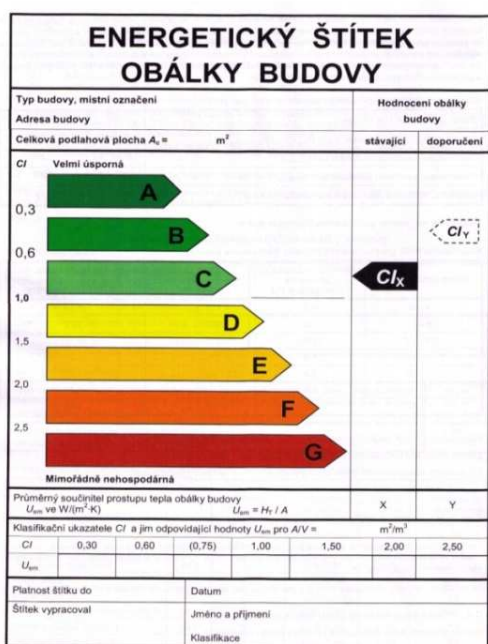 ENERGETICKÝ ŠTÍTEK
OBÁLKY BUDOVY
Typ budovy, místní označení
Adresa budovy
Hodnocení obálky
budovy
Celková podlahová plocha Ac = m²
stávající doporučení
CI Velmi úsporná
A
0,3
B
CIY
0,6
C
CIX
1,0
D
1,5
E
2,0
F
2,5
G
Mimořádně nehospodárná
Průměrný součinitel prostupu tepla obálky budovy
Uem ve W/(m²·K) Uem = HT / A
X Y
Klasifikační ukazatele CI a jim odpovídající hodnoty Uem pro A/V = m²/m³
CI 0,30 0,60 (0,75) 1,00 1,50 2,00 2,50
Uem
Platnost štítku do Datum
Štítek vypracoval Jméno a příjmení
Klasifikace